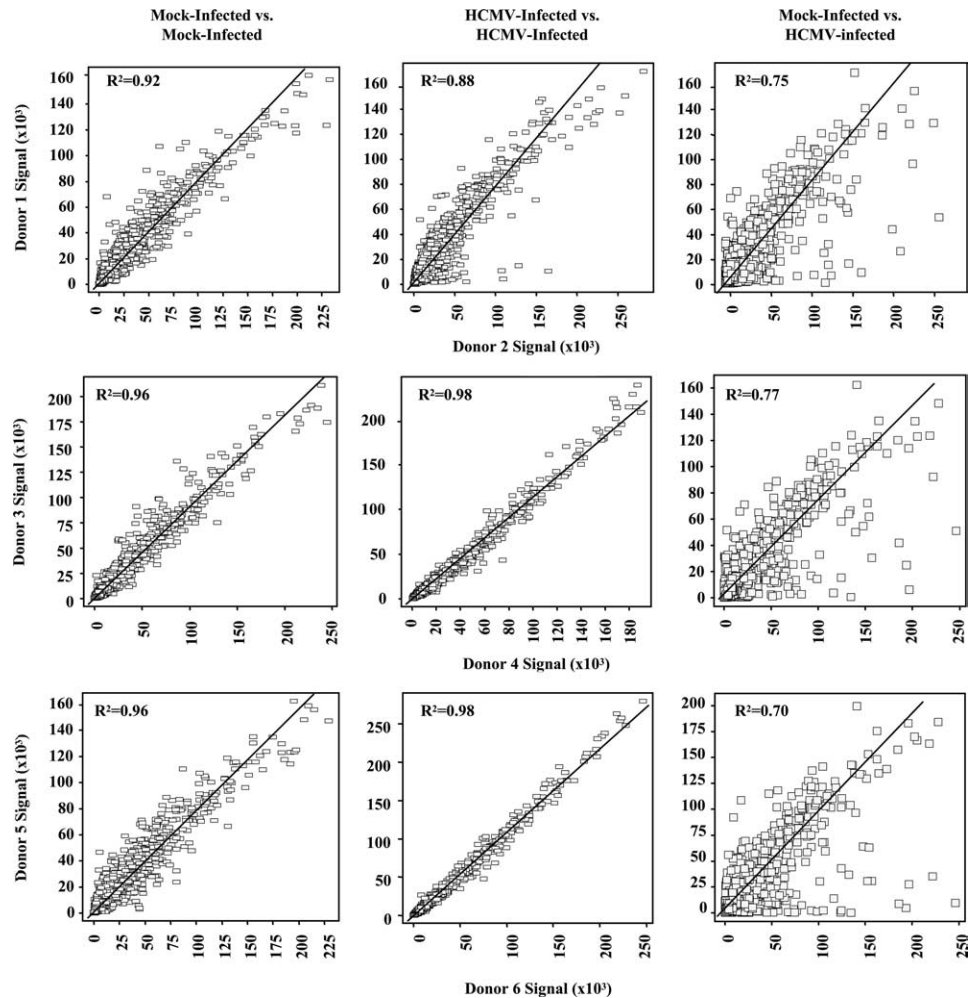 Mock-Infected vs.
Mock-Infected
HCMV-Infected vs.
HCMV-Infected
Mock-Infected vs.
HCMV-infected
Donor 1 Signal (x10³)
R²=0.92
160
140
120
100
80
60
40
20
0
0 25 50 75 100 125 150 175 200 225
R²=0.88
160
140
120
100
80
60
40
20
0
0 50 100 150 200 250
R²=0.75
160
140
120
100
80
60
40
20
0
0 50 100 150 200 250
Donor 2 Signal (x10³)
Donor 3 Signal (x10³)
R²=0.96
200
175
150
125
100
75
50
25
0
0 50 100 150 200 250
R²=0.98
200
150
100
50
0
0 20 40 60 80 100 120 140 160 180
R²=0.77
160
140
120
100
80
60
40
20
0
0 50 100 150 200 250
Donor 4 Signal (x10³)
Donor 5 Signal (x10³)
R²=0.96
160
140
120
100
80
60
40
20
0
0 25 50 75 100 125 150 175 200 225
R²=0.98
250
200
150
100
50
0
0 50 100 150 200 250
R²=0.70
200
175
150
125
100
75
50
25
0
0 50 100 150 200 250
Donor 6 Signal (x10³)